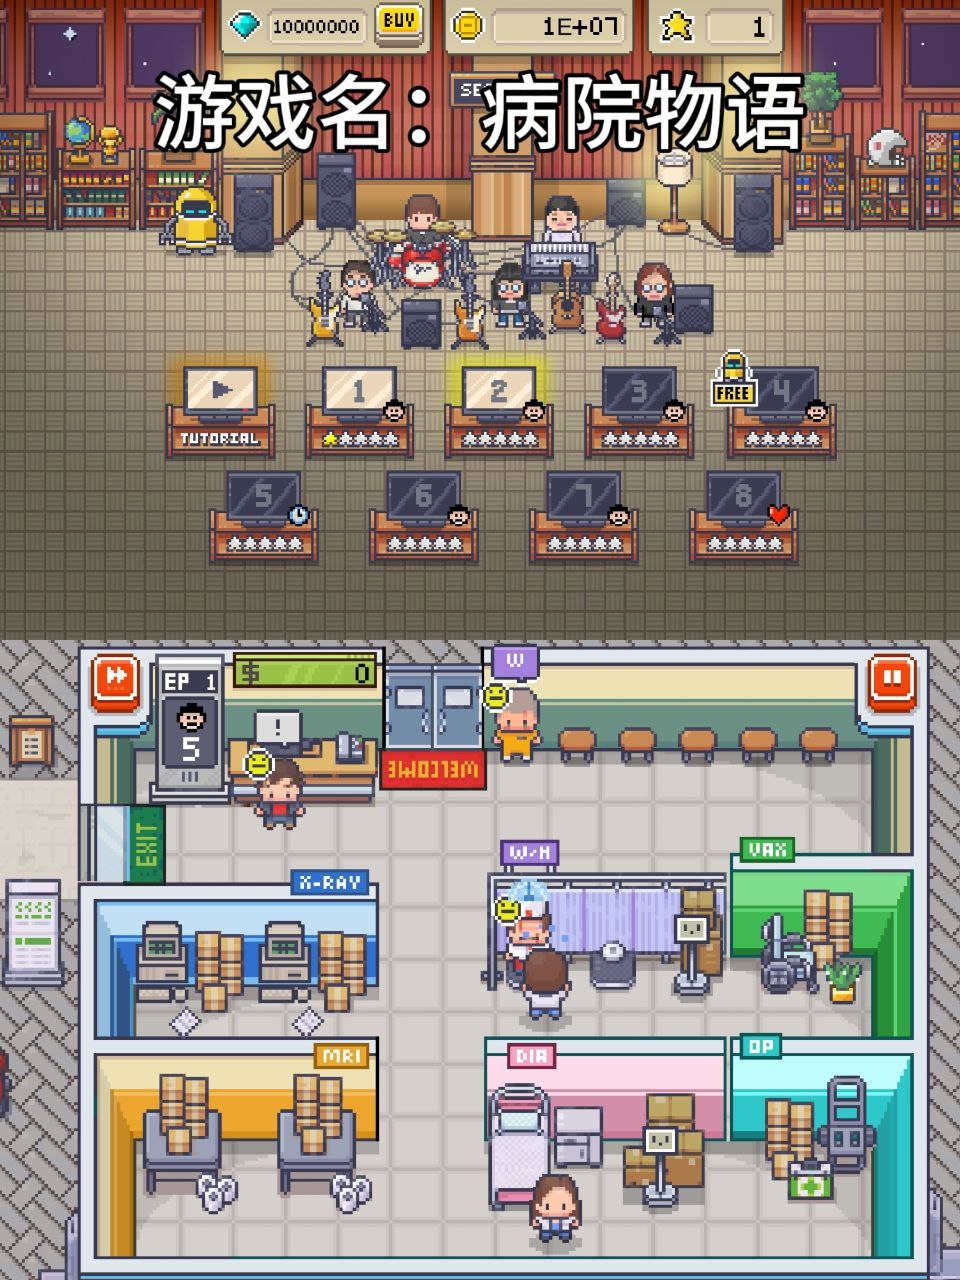 10000000
BUY
1E+07
1
游戏名：病院物语
1
2
3
FREE
4
TUTORIAL
5
6
7
8
EP 1
5
$ 0
!
W
WELCOME
EXIT
X-RAY
W/H
VAX
MRI
DIA
OP